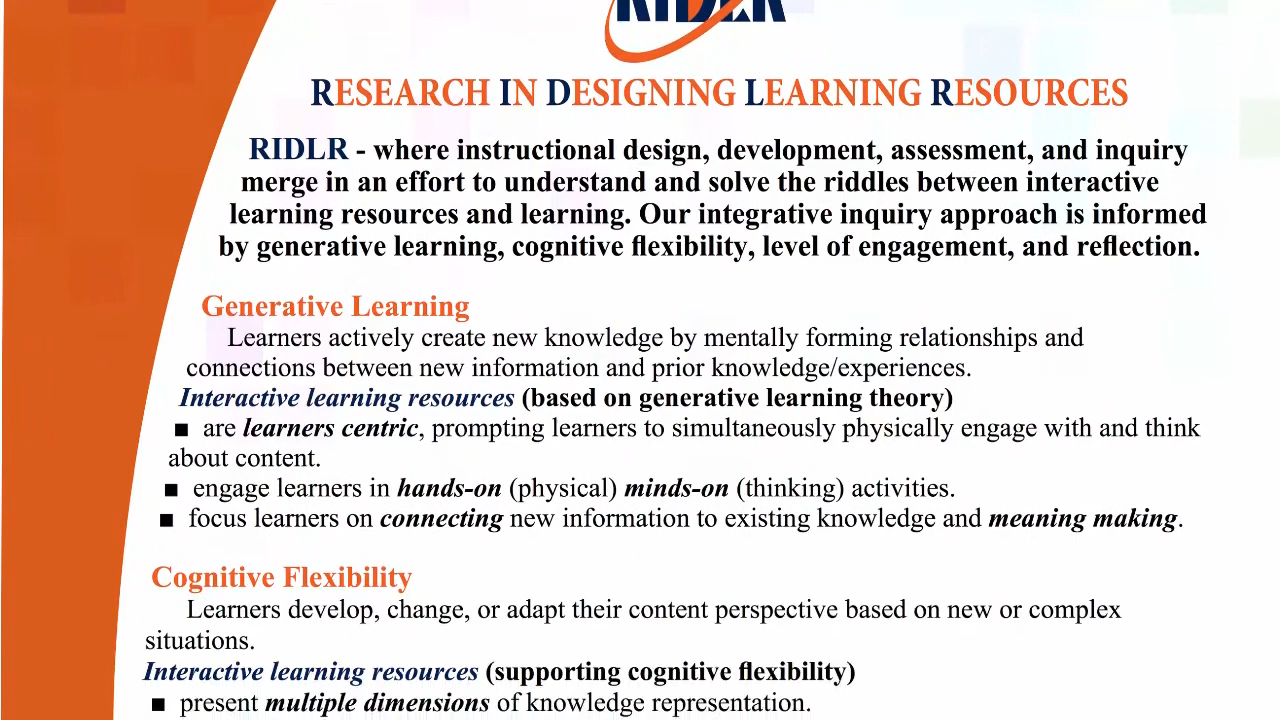 RIDLR
RESEARCH IN DESIGNING LEARNING RESOURCES
RIDLR - where instructional design, development, assessment, and inquiry
merge in an effort to understand and solve the riddles between interactive
learning resources and learning. Our integrative inquiry approach is informed
by generative learning, cognitive flexibility, level of engagement, and reflection.
Generative Learning
Learners actively create new knowledge by mentally forming relationships and
connections between new information and prior knowledge/experiences.
Interactive learning resources (based on generative learning theory)
■ are learners centric, prompting learners to simultaneously physically engage with and think
about content.
■ engage learners in hands-on (physical) minds-on (thinking) activities.
■ focus learners on connecting new information to existing knowledge and meaning making.
Cognitive Flexibility
Learners develop, change, or adapt their content perspective based on new or complex
situations.
Interactive learning resources (supporting cognitive flexibility)
■ present multiple dimensions of knowledge representation.